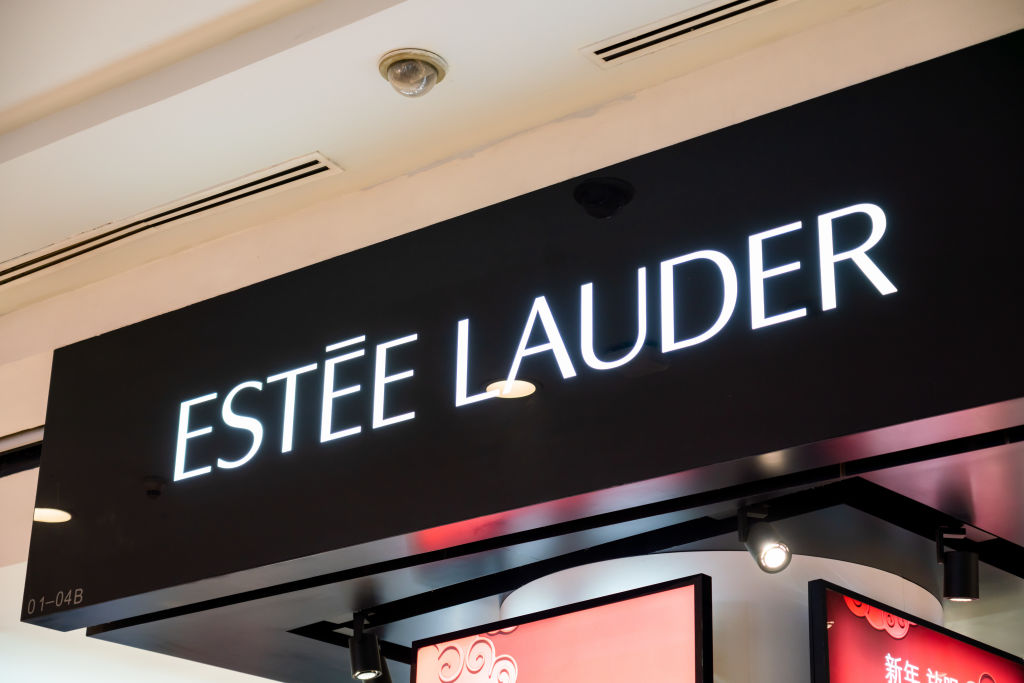 ESTĒE LAUDER
01-04B
新年